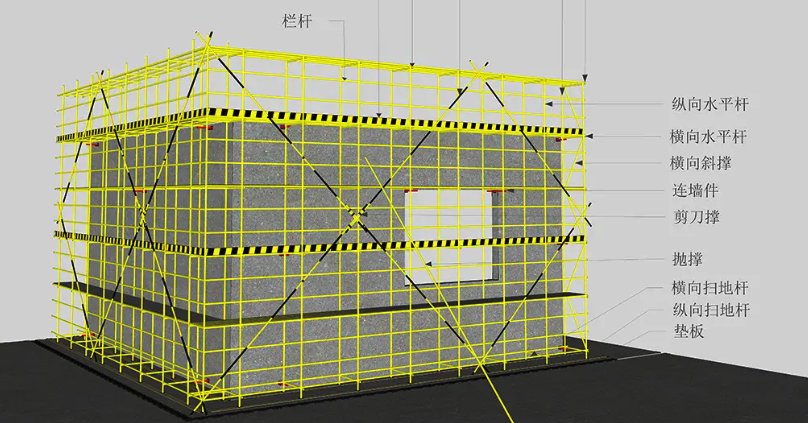 栏杆
纵向水平杆
横向水平杆
横向斜撑
连墙件
剪刀撑
抛撑
横向扫地杆
纵向扫地杆
垫板